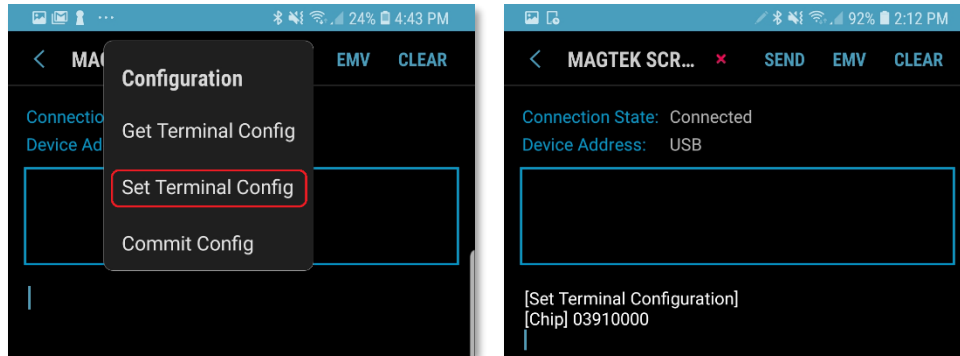 ··· 24% 4:43 PM
MAG EMV CLEAR
Configuration
Connectio
Get Terminal Config
Device Ad
Set Terminal Config
Commit Config
92% 2:12 PM
MAGTEK SCR... × SEND EMV CLEAR
Connection State: Connected
Device Address: USB
[Set Terminal Configuration]
[Chip] 03910000